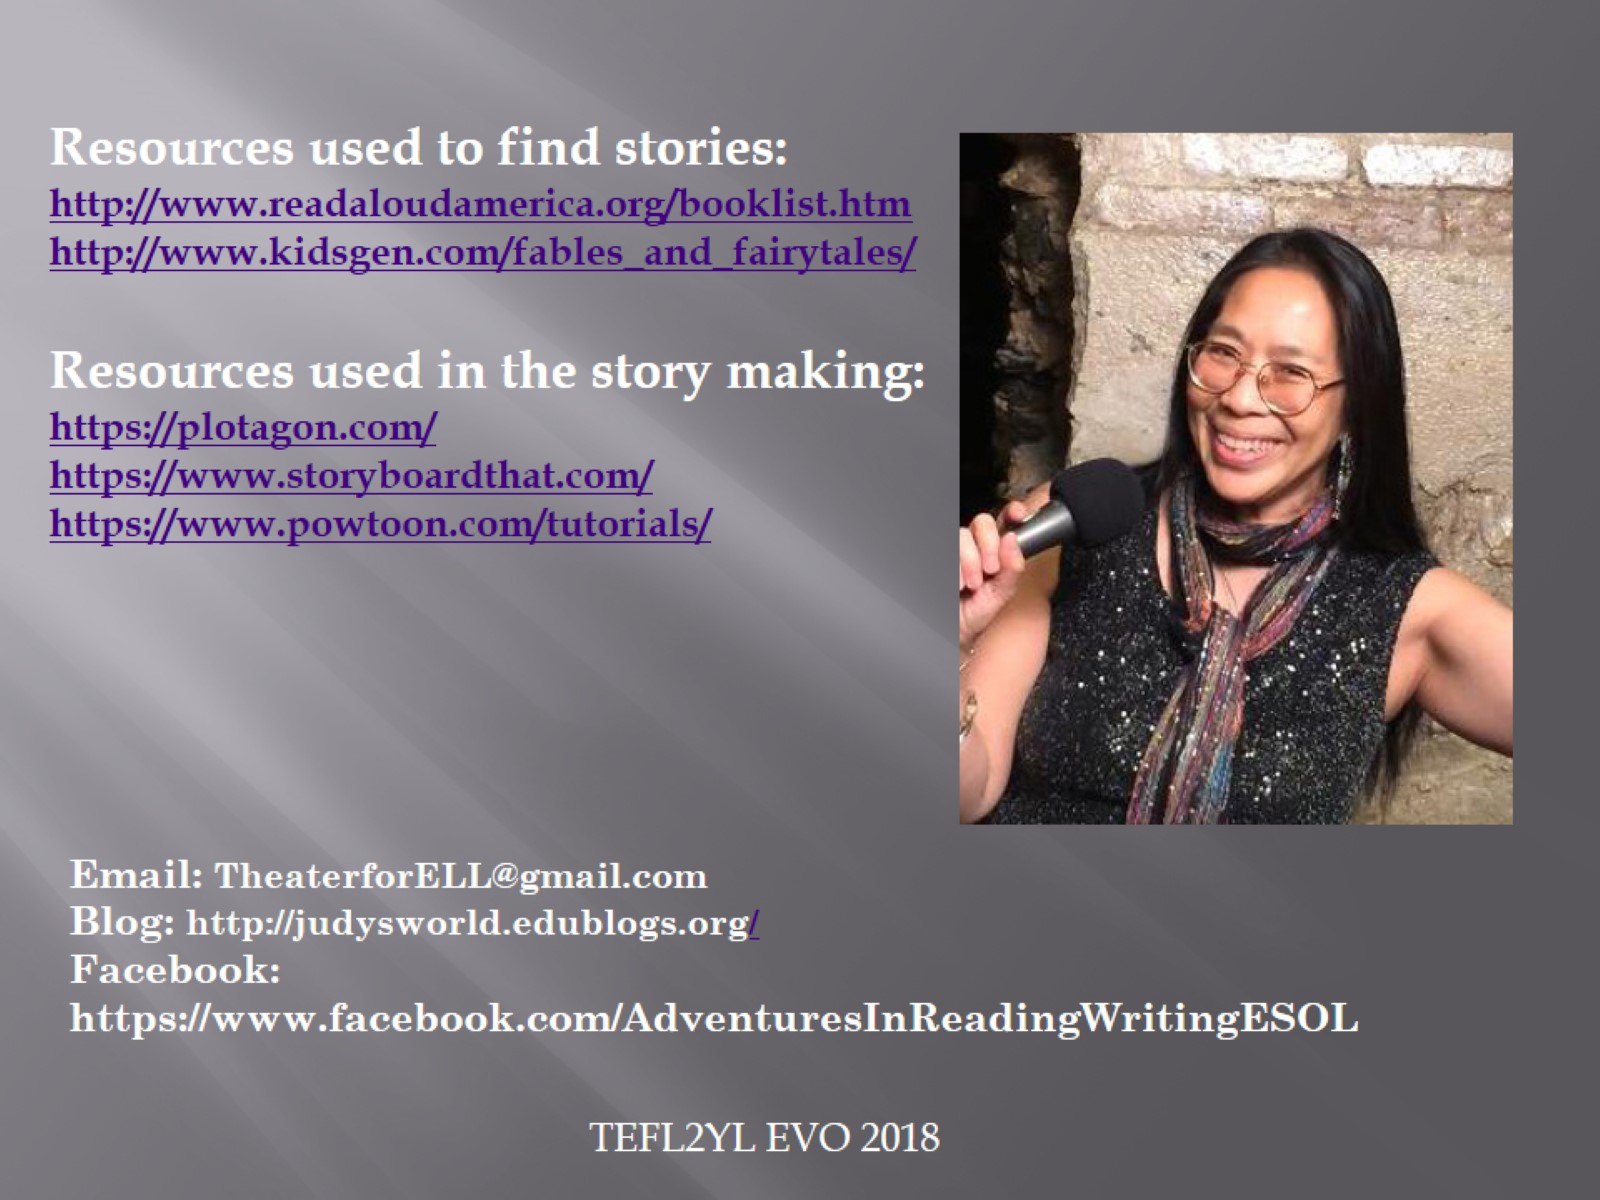 Resources used to find stories:
http://www.readaloudamerica.org/booklist.htm
http://www.kidsgen.com/fables_and_fairytales/
Resources used in the story making:
https://plotagon.com/
https://www.storyboardthat.com/
https://www.powtoon.com/tutorials/
Email: TheaterforELL@gmail.com
Blog: http://judysworld.edublogs.org/
Facebook:
https://www.facebook.com/AdventuresInReadingWritingESOL
TEFL2YL EVO 2018